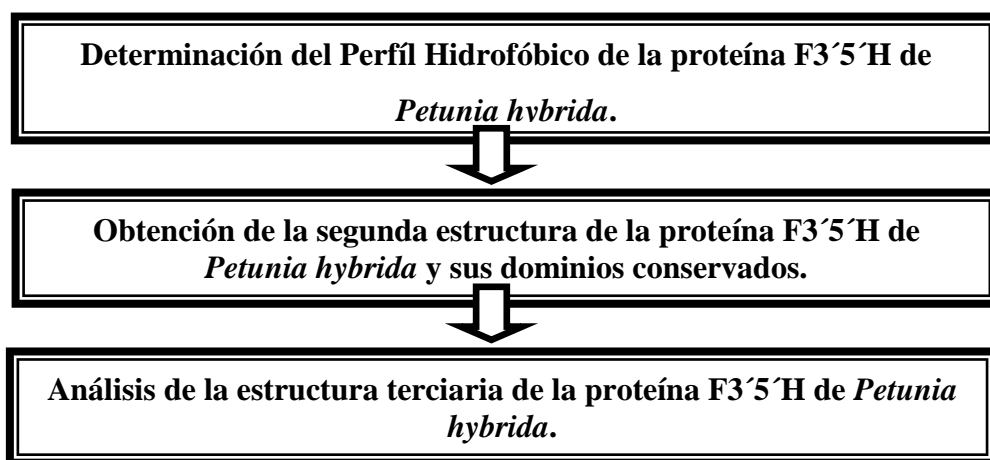 Determinación del Perfíl Hidrofóbico de la proteína F3´5´H de
Petunia hybrida.
Obtención de la segunda estructura de la proteína F3´5´H de
Petunia hybrida y sus dominios conservados.
Análisis de la estructura terciaria de la proteína F3´5´H de Petunia
hybrida.